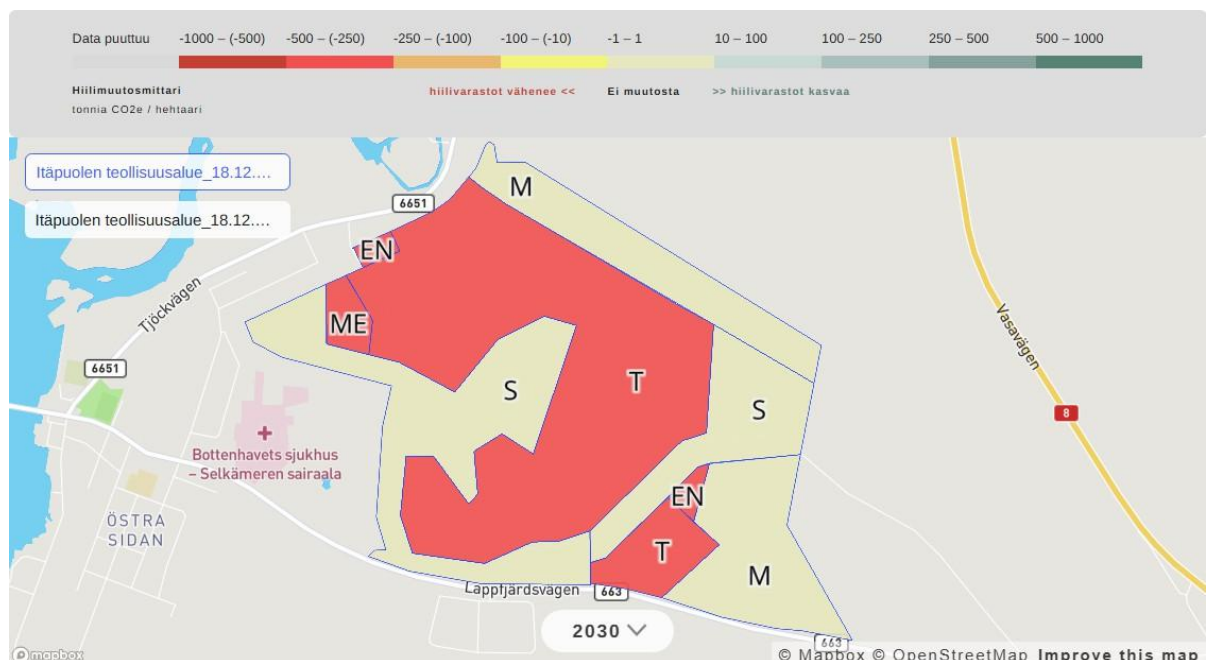 Data puuttuu -1000 – (-500) -500 – (-250) -250 – (-100) -100 – (-10) -1 – 1 10 – 100 100 – 250 250 – 500 500 – 1000
Hiilimuutosmittari hiilivarastot vähenee << Ei muutosta >> hiilivarastot kasvaa
tonnia CO2e / hehtaari
Itäpuolen teollisuusalue_18.12....
Itäpuolen teollisuusalue_18.12....
M
6651
EN
Tjöckvägen
ME
Vasavägen
6651
T
S
S
8
Bottenhavets sjukhus
– Selkämeren sairaala
EN
ÖSTRA
SIDAN
T
M
Lappfjärdsvägen
663
2030
663
mapbox
© Mapbox © OpenStreetMap Improve this map